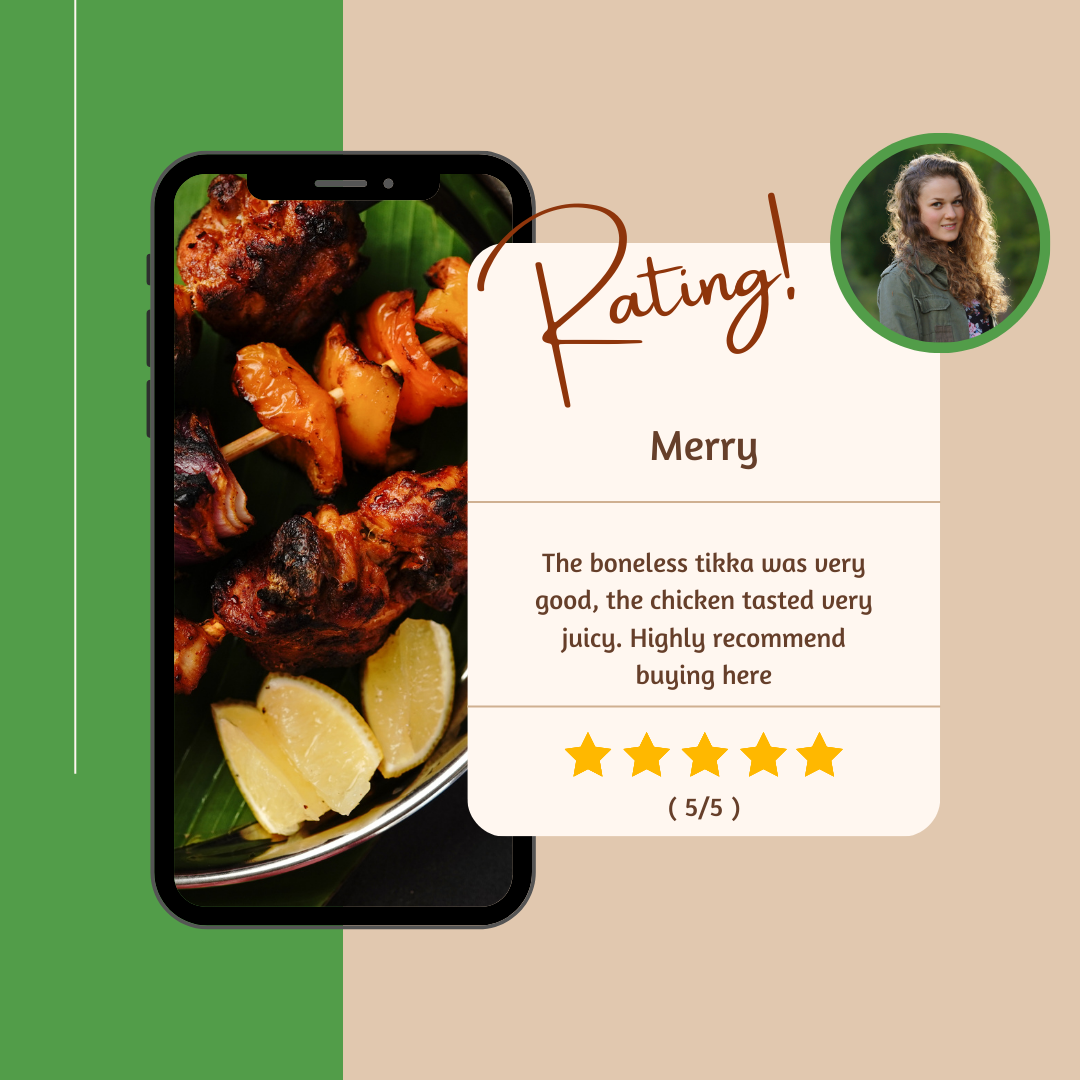 Rating!
Merry
The boneless tikka was very
good, the chicken tasted very
juicy. Highly recommend
buying here
( 5/5 )